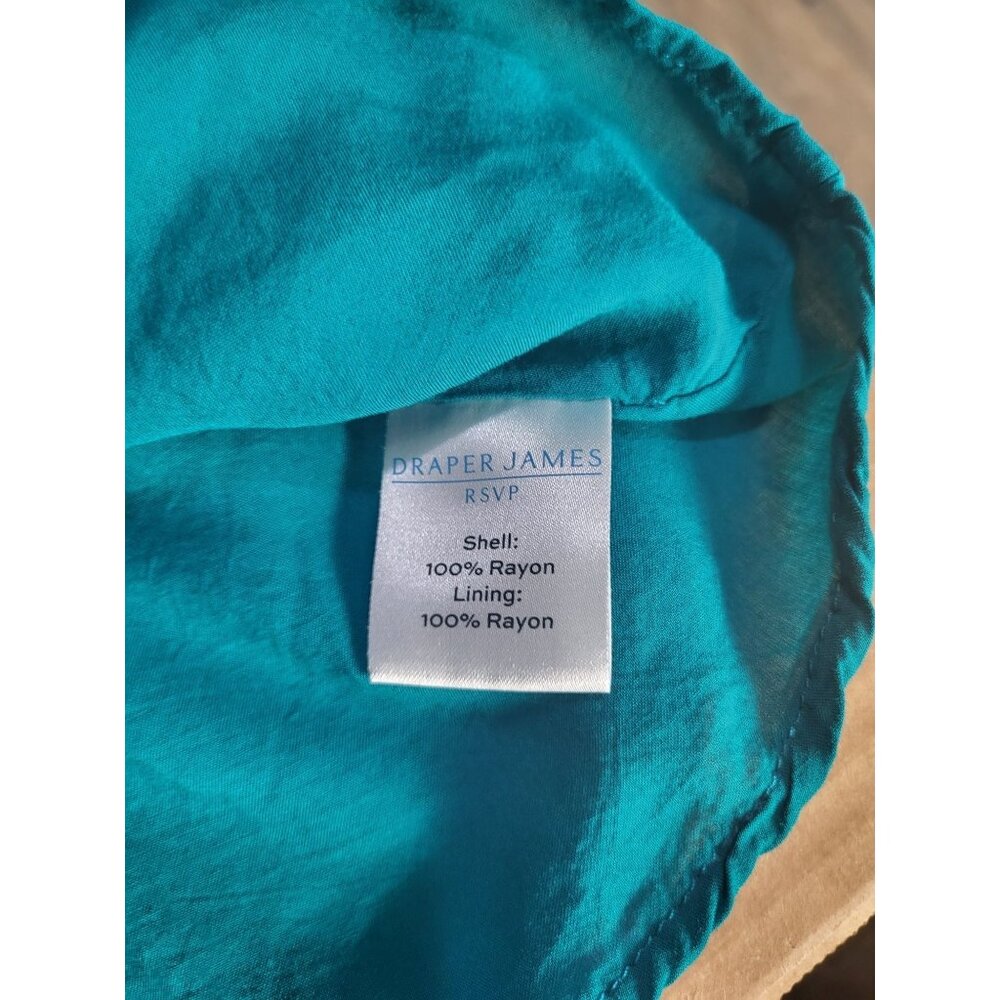 DRAPER JAMES
RSVP
Shell:
100% Rayon
Lining:
100% Rayon